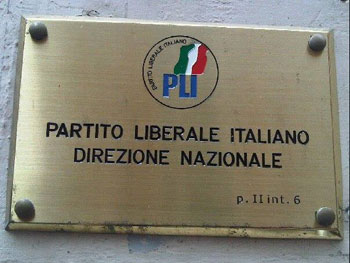 PARTITO LIBERALE ITALIANO
PLI
PARTITO LIBERALE ITALIANO
DIREZIONE NAZIONALE
p. II int. 6